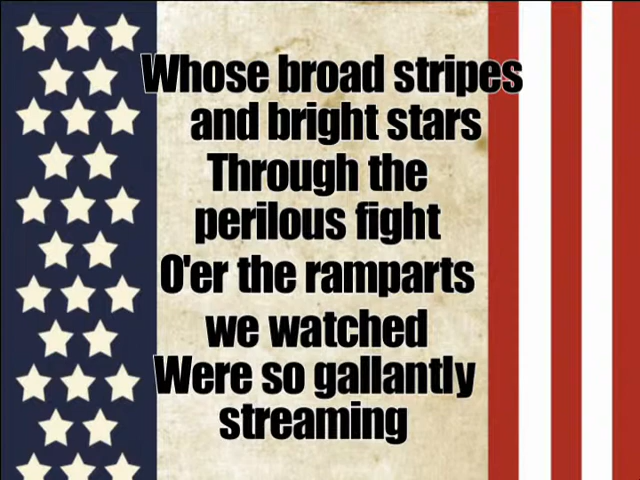 Whose broad stripes
and bright stars
Through the
perilous fight
O'er the ramparts
we watched
Were so gallantly
streaming